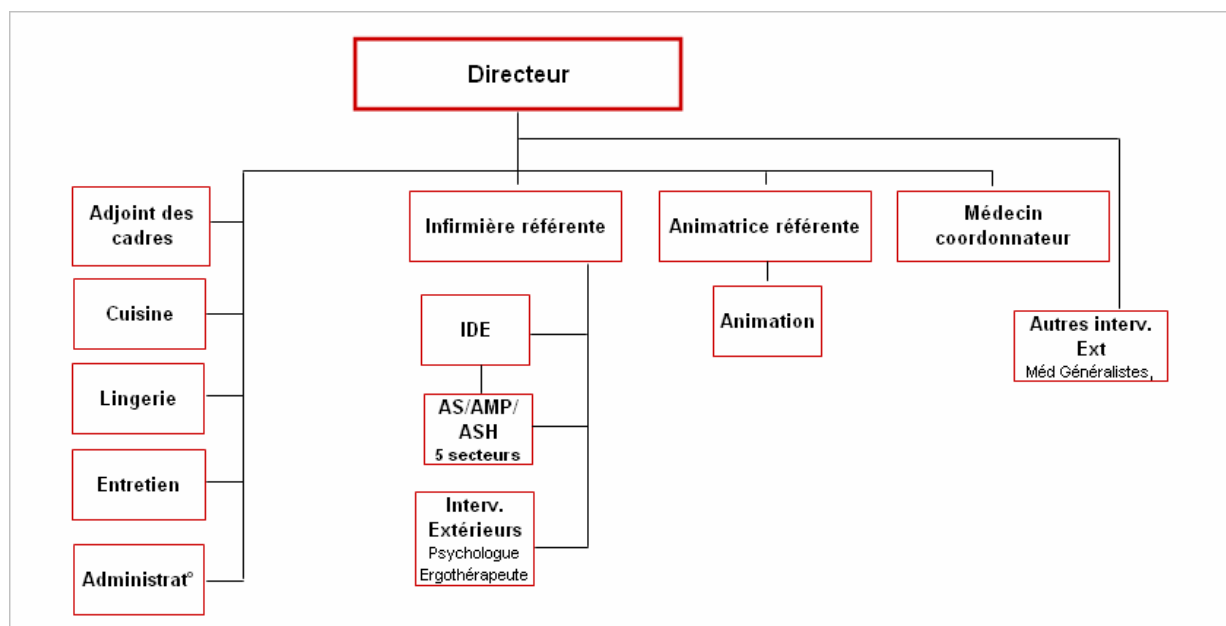 Directeur
Adjoint des
cadres
Infirmière référente
Animatrice référente
Médecin
coordonnateur
Cuisine
IDE
Animation
Autres interv.
Ext
Méd Généralistes,
Lingerie
AS/AMP/
ASH
5 secteurs
Entretien
Interv.
Extérieurs
Psychologue
Ergothérapeute
Administrat°